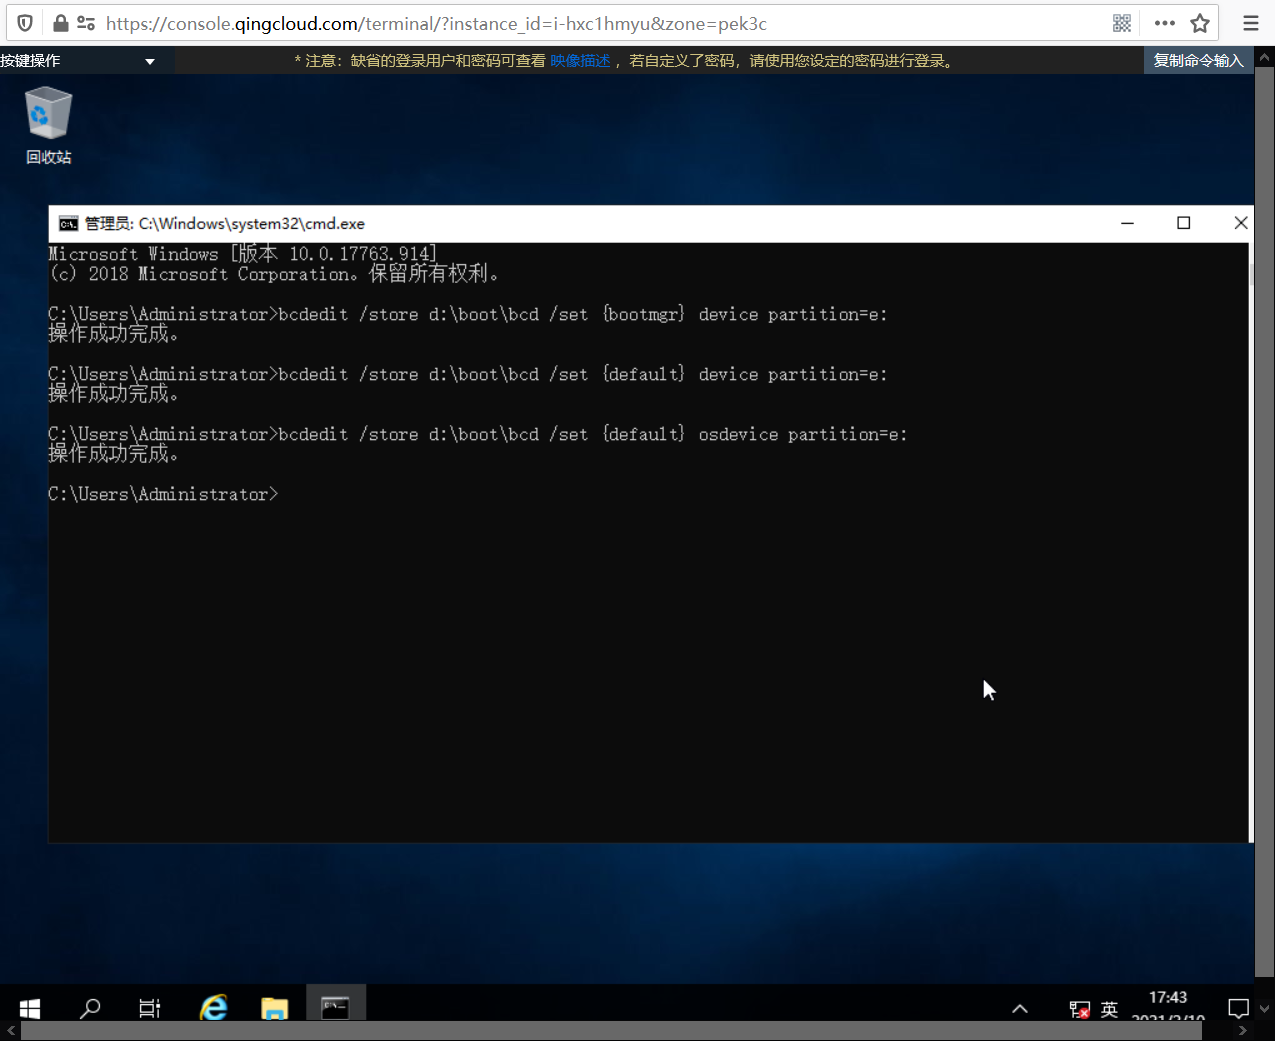 https://console.qingcloud.com/terminal/?instance_id=i-hxc1hmyu&zone=pek3c
按键操作
* 注意：缺省的登录用户和密码可查看 映像描述 ，若自定义了密码，请使用您设定的密码进行登录。
复制命令输入
回收站
管理员: C:\Windows\system32\cmd.exe
Microsoft Windows [版本 10.0.17763.914]
(c) 2018 Microsoft Corporation。保留所有权利。
C:\Users\Administrator>bcdedit /store d:\boot\bcd /set {bootmgr} device partition=e:
操作成功完成。
C:\Users\Administrator>bcdedit /store d:\boot\bcd /set {default} device partition=e:
操作成功完成。
C:\Users\Administrator>bcdedit /store d:\boot\bcd /set {default} osdevice partition=e:
操作成功完成。
C:\Users\Administrator>
英
17:43